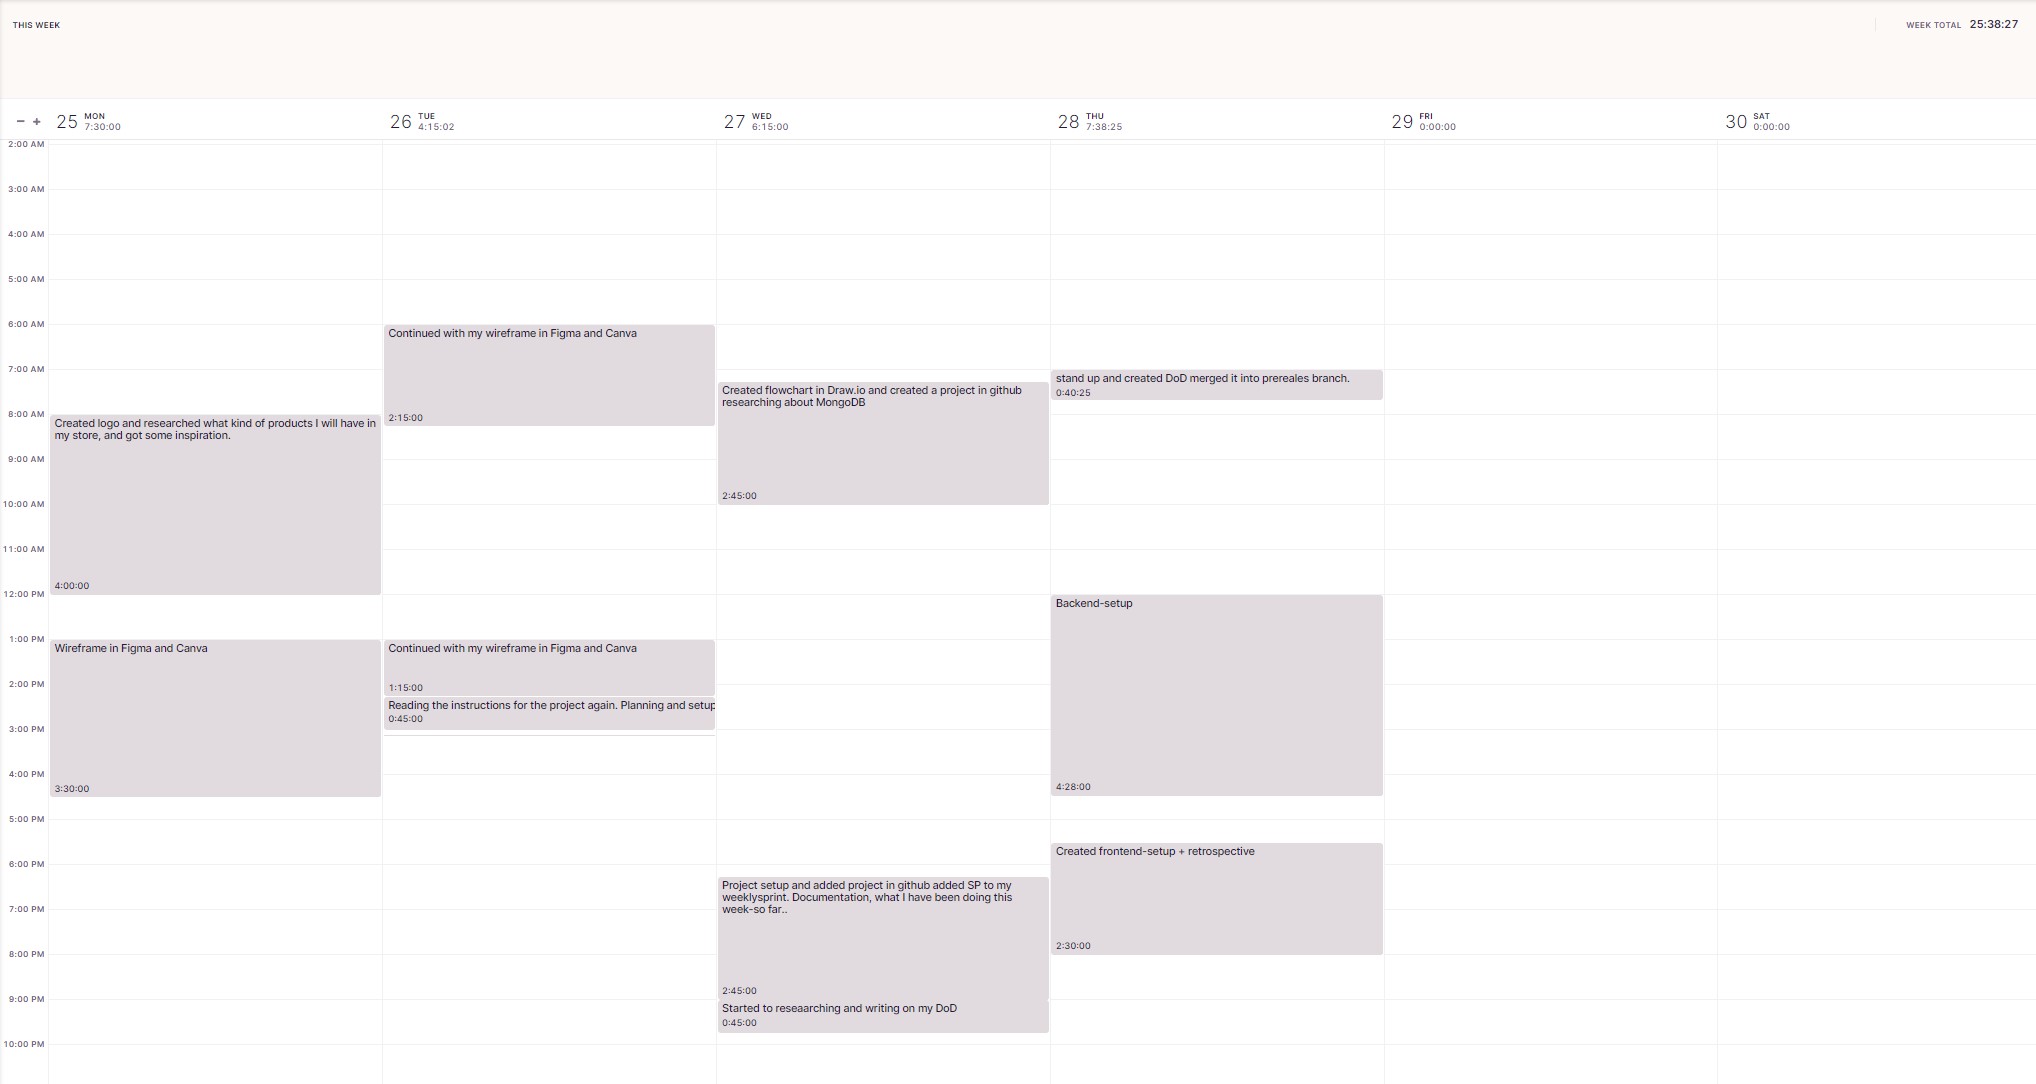 THIS WEEK
WEEK TOTAL 25:38:27
− +
25 MON 7:30:00
26 TUE 4:15:02
27 WED 6:15:00
28 THU 7:38:25
29 FRI 0:00:00
30 SAT 0:00:00
2:00 AM
3:00 AM
4:00 AM
5:00 AM
6:00 AM
7:00 AM
8:00 AM
9:00 AM
10:00 AM
11:00 AM
12:00 PM
1:00 PM
2:00 PM
3:00 PM
4:00 PM
5:00 PM
6:00 PM
7:00 PM
8:00 PM
9:00 PM
10:00 PM
Created logo and researched what kind of products I will have in
my store, and got some inspiration.
4:00:00
Wireframe in Figma and Canva
3:30:00
Continued with my wireframe in Figma and Canva
2:15:00
Continued with my wireframe in Figma and Canva
1:15:00
Reading the instructions for the project again. Planning and setup
0:45:00
Created flowchart in Draw.io and created a project in github
researching about MongoDB
2:45:00
Project setup and added project in github added SP to my
weeklysprint. Documentation, what I have been doing this
week-so far..
2:45:00
Started to reseaarching and writing on my DoD
0:45:00
stand up and created DoD merged it into prereales branch.
0:40:25
Backend-setup
4:28:00
Created frontend-setup + retrospective
2:30:00